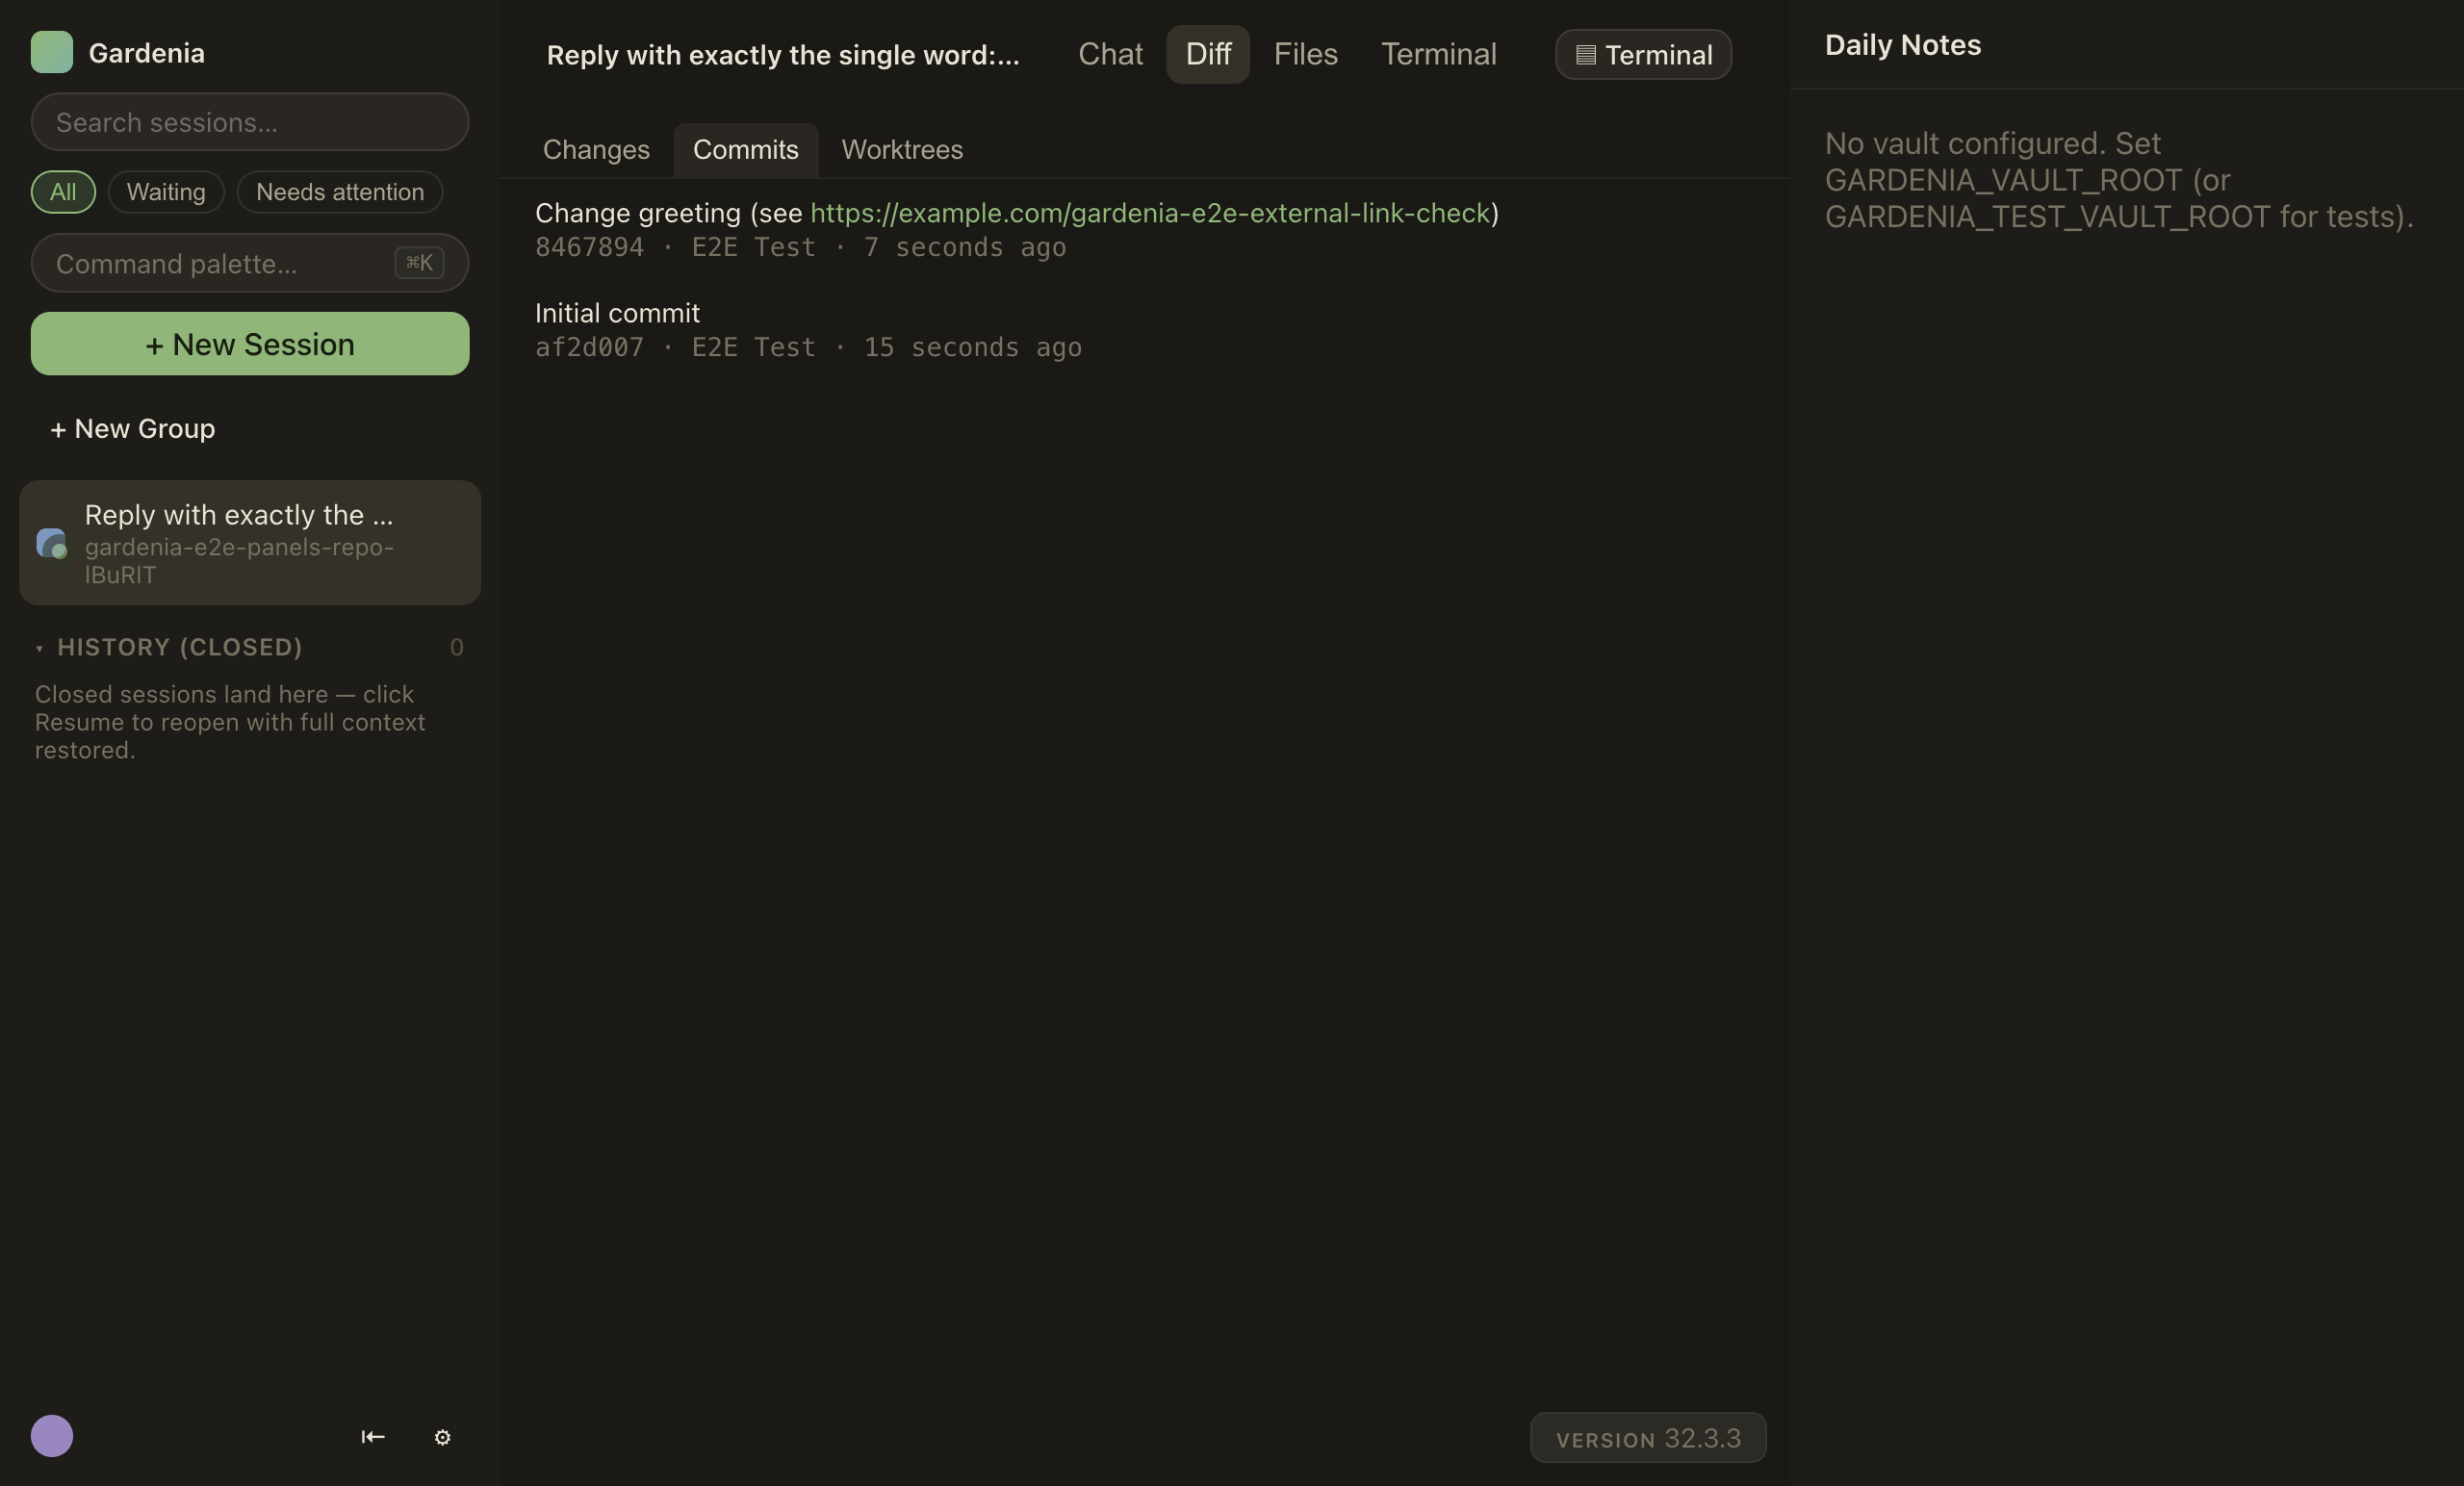 Gardenia
Search sessions...
All
Waiting
Needs attention
Command palette...
⌘K
+ New Session
+ New Group
Reply with exactly the ...
gardenia-e2e-panels-repo-
lBuRlT
▾ HISTORY (CLOSED) 0
Closed sessions land here — click
Resume to reopen with full context
restored.
Reply with exactly the single word:...
Chat
Diff
Files
Terminal
Terminal
Changes
Commits
Worktrees
Change greeting (see https://example.com/gardenia-e2e-external-link-check)
8467894 · E2E Test · 7 seconds ago
Initial commit
af2d007 · E2E Test · 15 seconds ago
VERSION 32.3.3
Daily Notes
No vault configured. Set
GARDENIA_VAULT_ROOT (or
GARDENIA_TEST_VAULT_ROOT for tests).